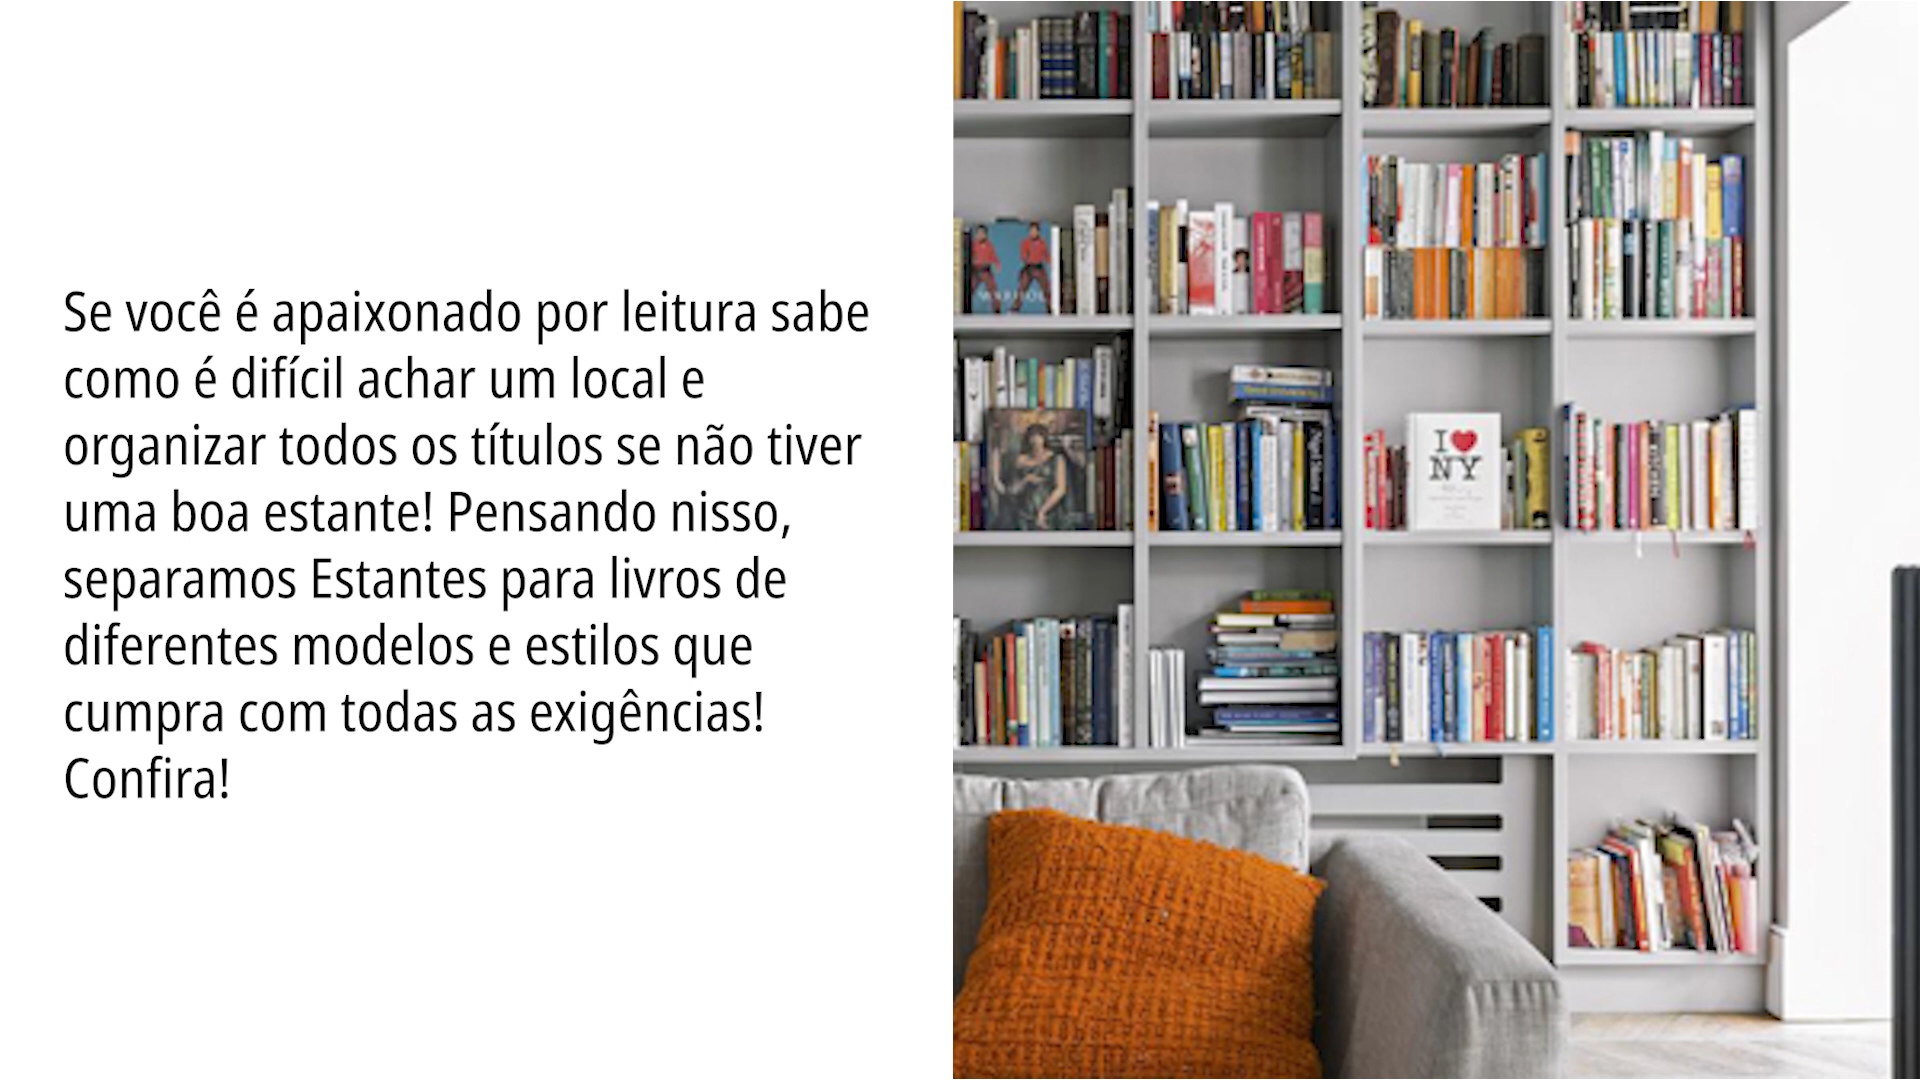 Se você é apaixonado por leitura sabe
como é difícil achar um local e
organizar todos os títulos se não tiver
uma boa estante! Pensando nisso,
separamos Estantes para livros de
diferentes modelos e estilos que
cumpra com todas as exigências!
Confira!
WARHOL
I
NY